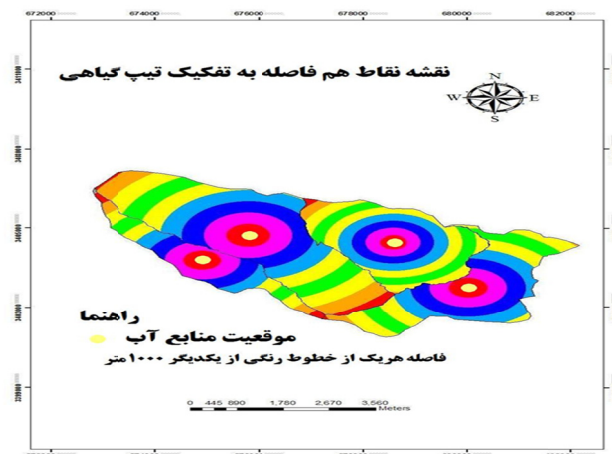 672000 674000 676000 678000 680000 682000
نقشه نقاط هم فاصله به تفکیک تیپ گیاهی
N
W E
S
راهنما
موقعیت منابع آب
فاصله هریک از خطوط رنگی از یکدیگر ۱۰۰۰ متر
0 445 890 1,780 2,670 3,560
Meters